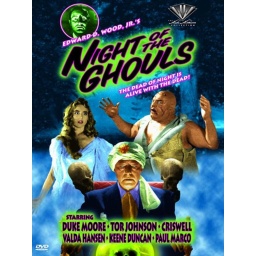 EDWARD D. WOOD, JR.'S
NIGHT OF THE
GHOULS
THE DEAD OF NIGHT IS
ALIVE WITH THE DEAD!
STARRING
DUKE MOORE • TOR JOHNSON • CRISWELL
VALDA HANSEN • KEENE DUNCAN • PAUL MARCO
DVD